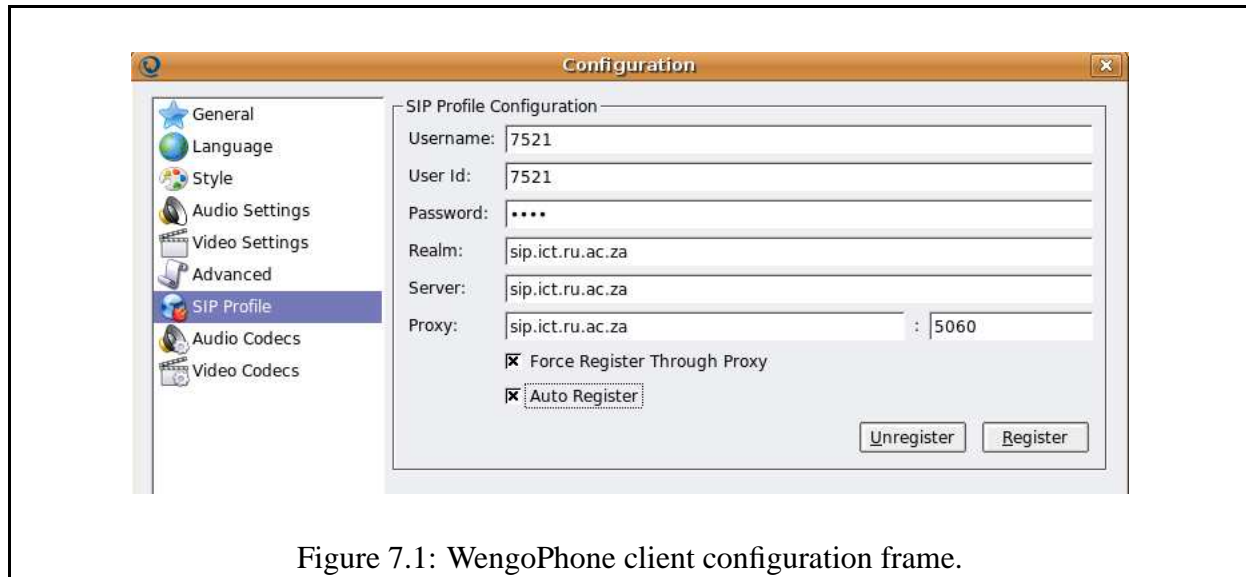 Configuration
General
Language
Style
Audio Settings
Video Settings
Advanced
SIP Profile
Audio Codecs
Video Codecs
SIP Profile Configuration
Username: 7521
User Id: 7521
Password: ••••
Realm: sip.ict.ru.ac.za
Server: sip.ict.ru.ac.za
Proxy: sip.ict.ru.ac.za : 5060
Force Register Through Proxy
Auto Register
Unregister Register
Figure 7.1: WengoPhone client configuration frame.